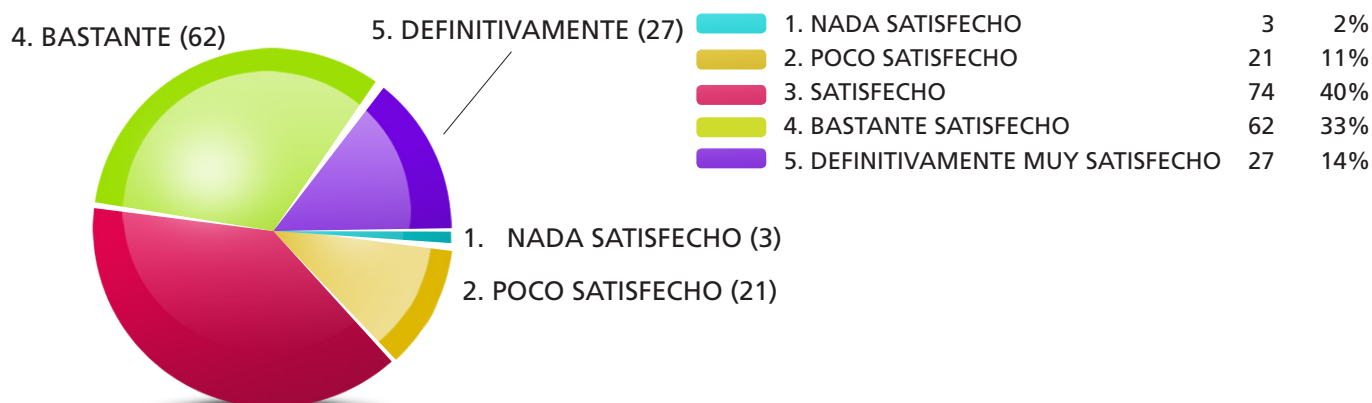 4. BASTANTE (62)
5. DEFINITIVAMENTE (27)
1. NADA SATISFECHO (3)
2. POCO SATISFECHO (21)
1. NADA SATISFECHO 3 2%
2. POCO SATISFECHO 21 11%
3. SATISFECHO 74 40%
4. BASTANTE SATISFECHO 62 33%
5. DEFINITIVAMENTE MUY SATISFECHO 27 14%